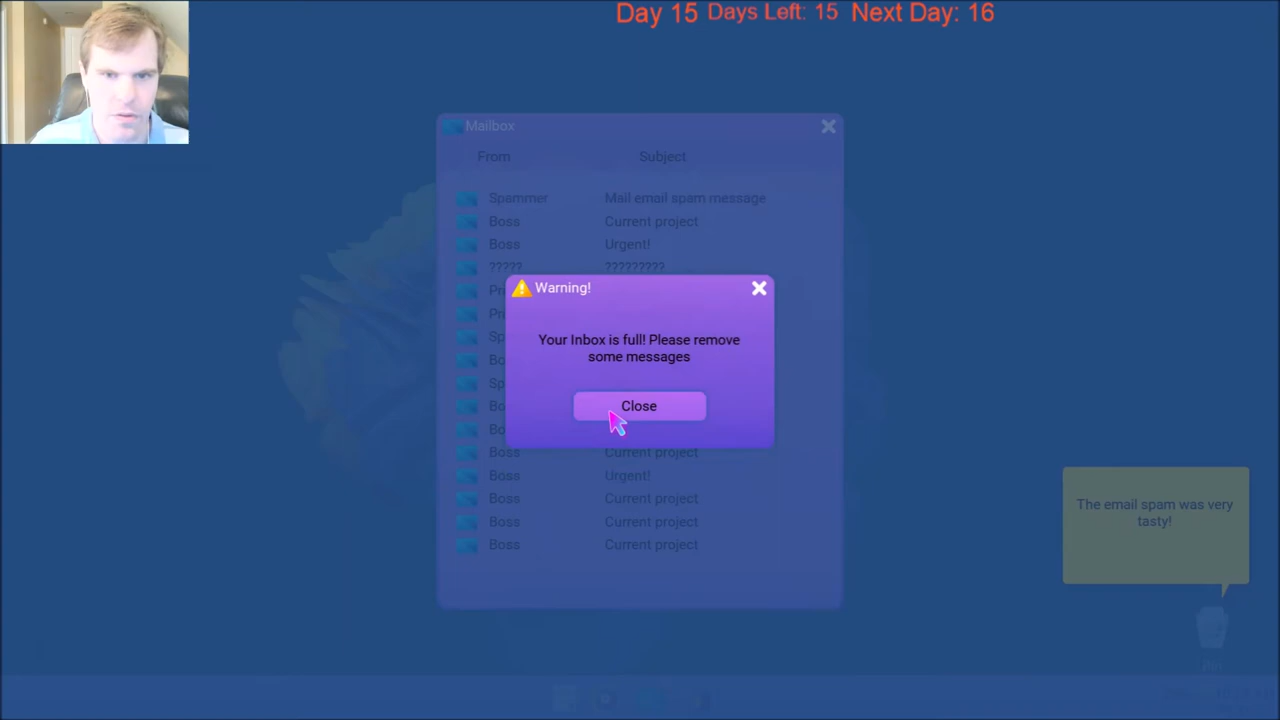 Day 15 Days Left: 15 Next Day: 16
Mailbox
From Subject
Spammer Mail email spam message
Boss Current project
Boss Urgent!
????? ?????????
Warning!
Your Inbox is full! Please remove
some messages
Close
Boss Current project
Boss Urgent!
Boss Current project
Boss Current project
Boss Current project
The email spam was very
tasty!